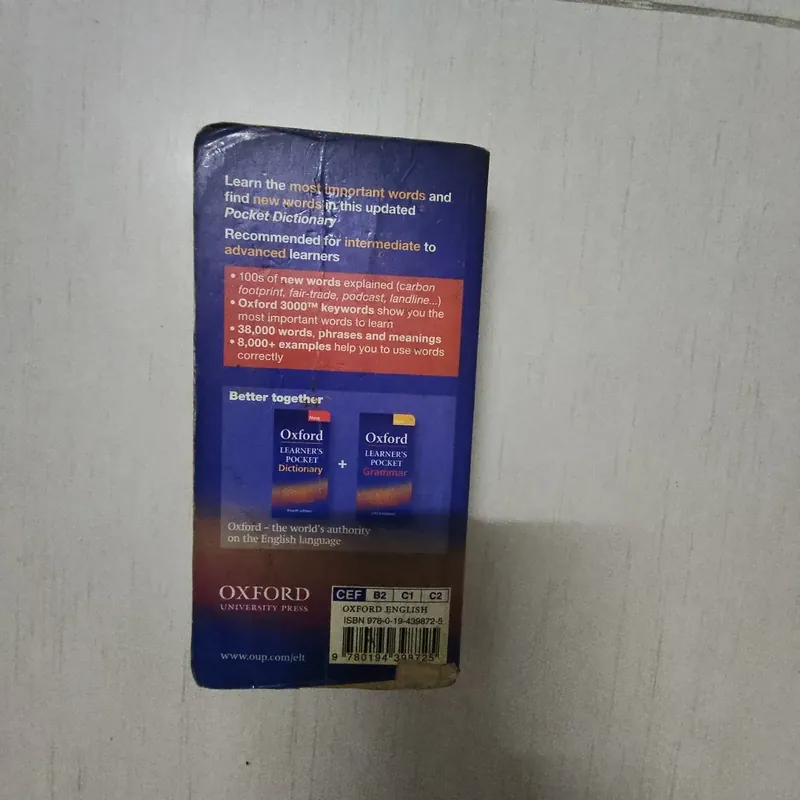 Learn the most important words and
find new words in this updated
Pocket Dictionary
Recommended for intermediate to
advanced learners
• 100s of new words explained (carbon
footprint, fair-trade, podcast, landline...)
• Oxford 3000™ keywords show you the
most important words to learn
• 38,000 words, phrases and meanings
• 8,000+ examples help you to use words
correctly
Better together
New
Oxford
LEARNER'S
POCKET
Dictionary
+
Oxford
LEARNER'S
POCKET
Grammar
Oxford – the world's authority
on the English language
OXFORD
UNIVERSITY PRESS
www.oup.com/elt
CEF B2 C1 C2
OXFORD ENGLISH
ISBN 978-0-19-439872-5
9 780194 398725